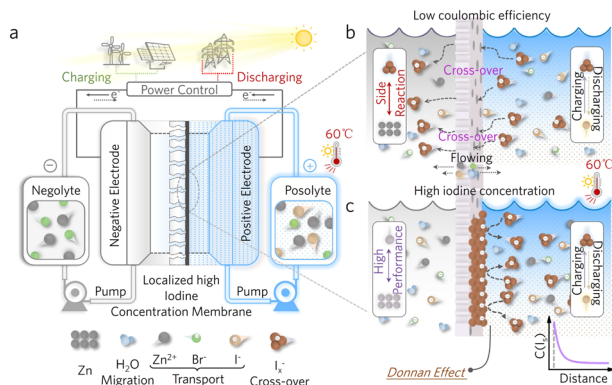 a
Charging
Discharging
e⁻
Power Control
e⁻
60℃
Negolyte
Negative Electrode
Positive Electrode
Posolyte
Pump
Localized high
Iodine
Concentration Membrane
Pump
Zn
H₂O
Migration
Zn²⁺
Br⁻
Transport
I⁻
Iₓ⁻
Cross-over
b
Low coulombic efficiency
Side
Reaction
Cross-over
Cross-over
Flowing
Charging
Discharging
60℃
c
High iodine concentration
High
Performance
Charging
Discharging
Donnan Effect
C(Iₓ⁻)
Distance